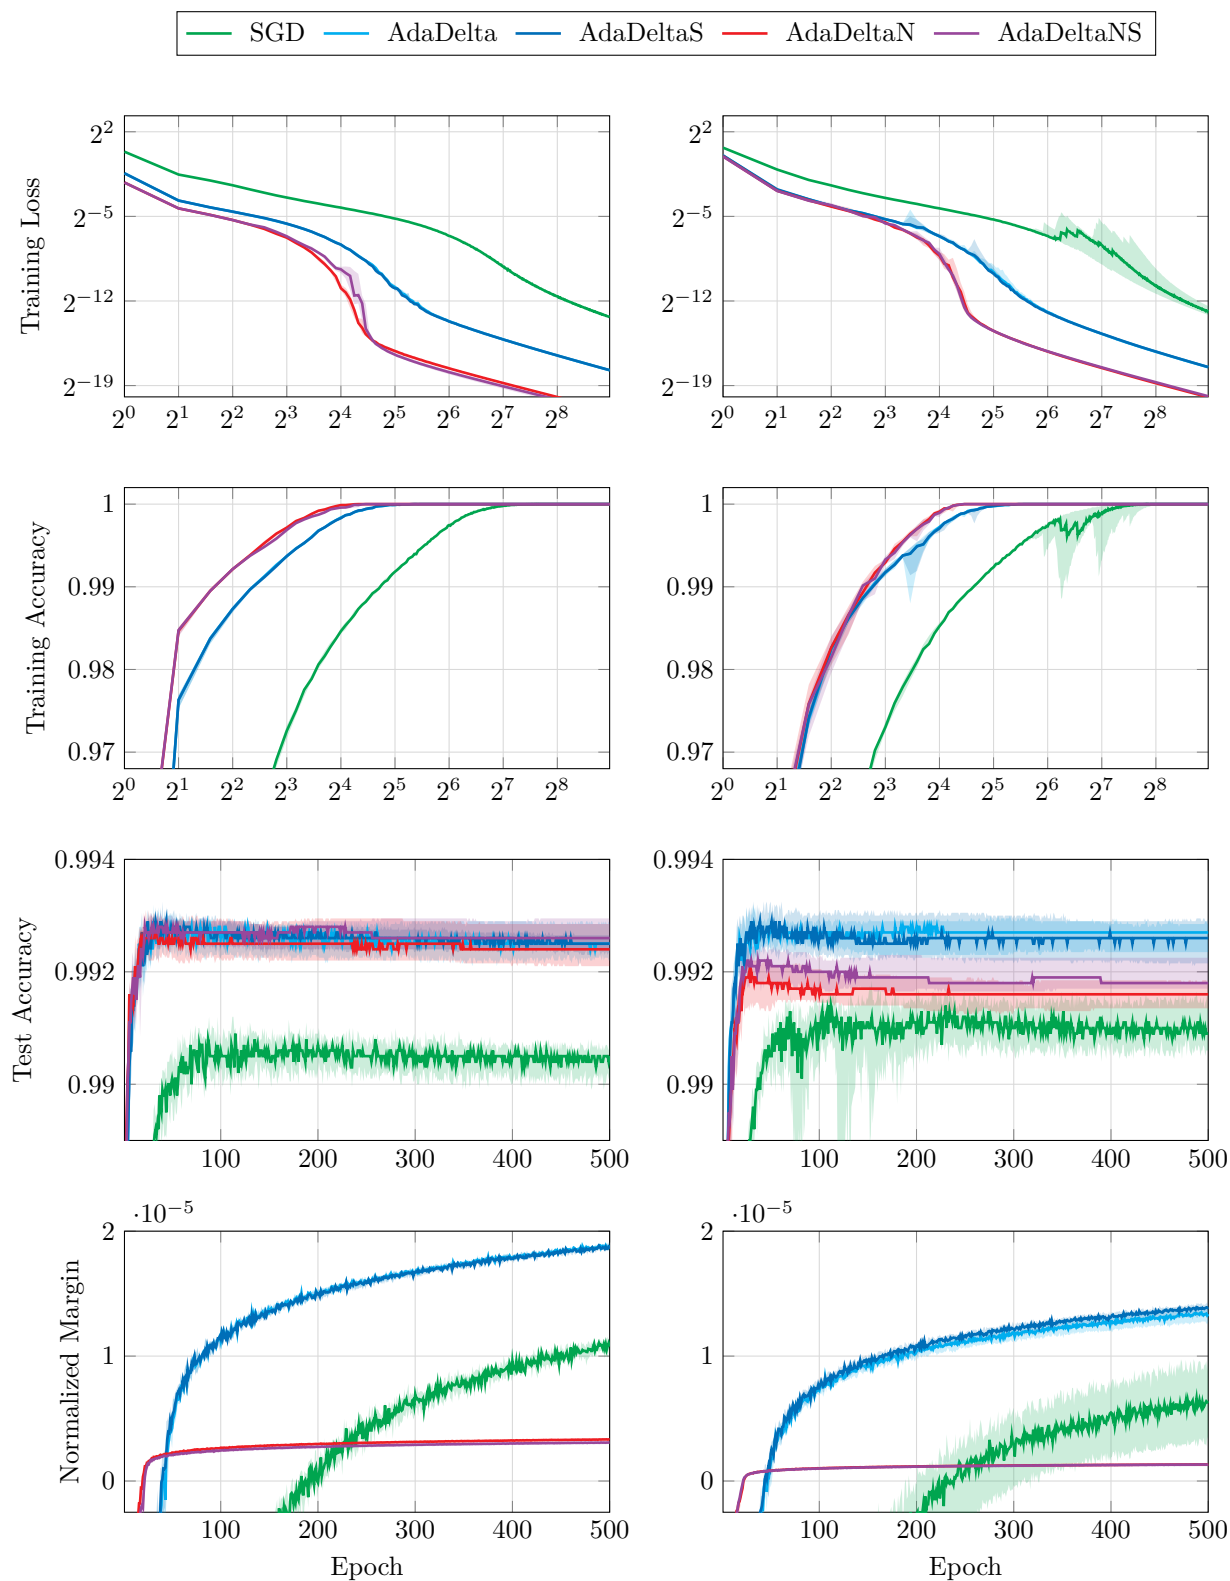 SGD AdaDelta AdaDeltaS AdaDeltaN AdaDeltaNS
Training Loss
2^2
2^−5
2^−12
2^−19
2^0 2^1 2^2 2^3 2^4 2^5 2^6 2^7 2^8
2^2
2^−5
2^−12
2^−19
2^0 2^1 2^2 2^3 2^4 2^5 2^6 2^7 2^8
Training Accuracy
1
0.99
0.98
0.97
2^0 2^1 2^2 2^3 2^4 2^5 2^6 2^7 2^8
1
0.99
0.98
0.97
2^0 2^1 2^2 2^3 2^4 2^5 2^6 2^7 2^8
Test Accuracy
0.994
0.992
0.99
100 200 300 400 500
0.994
0.992
0.99
100 200 300 400 500
Normalized Margin
·10^−5
2
1
0
100 200 300 400 500
Epoch
·10^−5
2
1
0
100 200 300 400 500
Epoch